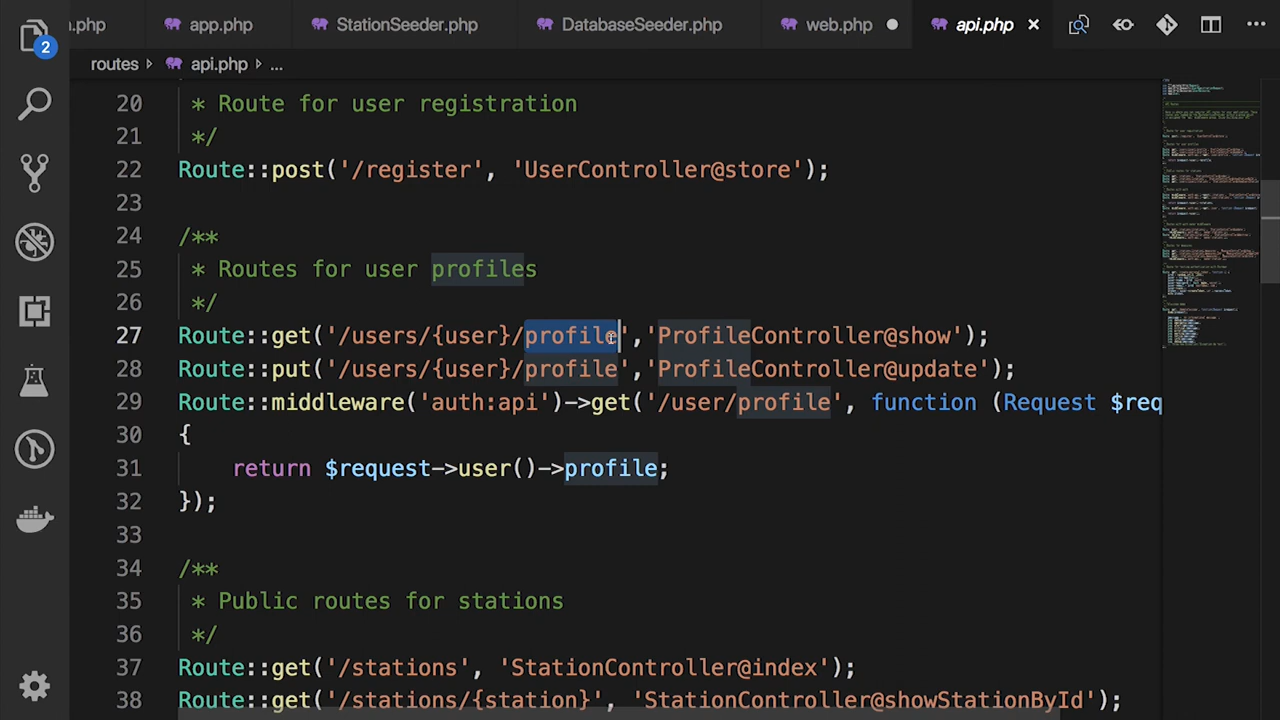 n.php app.php StationSeeder.php DatabaseSeeder.php web.php api.php
2
routes api.php ...
20 * Route for user registration
21 */
22 Route::post('/register', 'UserController@store');
23
24 /**
25 * Routes for user profiles
26 */
27 Route::get('/users/{user}/profile','ProfileController@show');
28 Route::put('/users/{user}/profile','ProfileController@update');
29 Route::middleware('auth:api')->get('/user/profile', function (Request $req
30 {
31 return $request->user()->profile;
32 });
33
34 /**
35 * Public routes for stations
36 */
37 Route::get('/stations', 'StationController@index');
38 Route::get('/stations/{station}', 'StationController@showStationById');